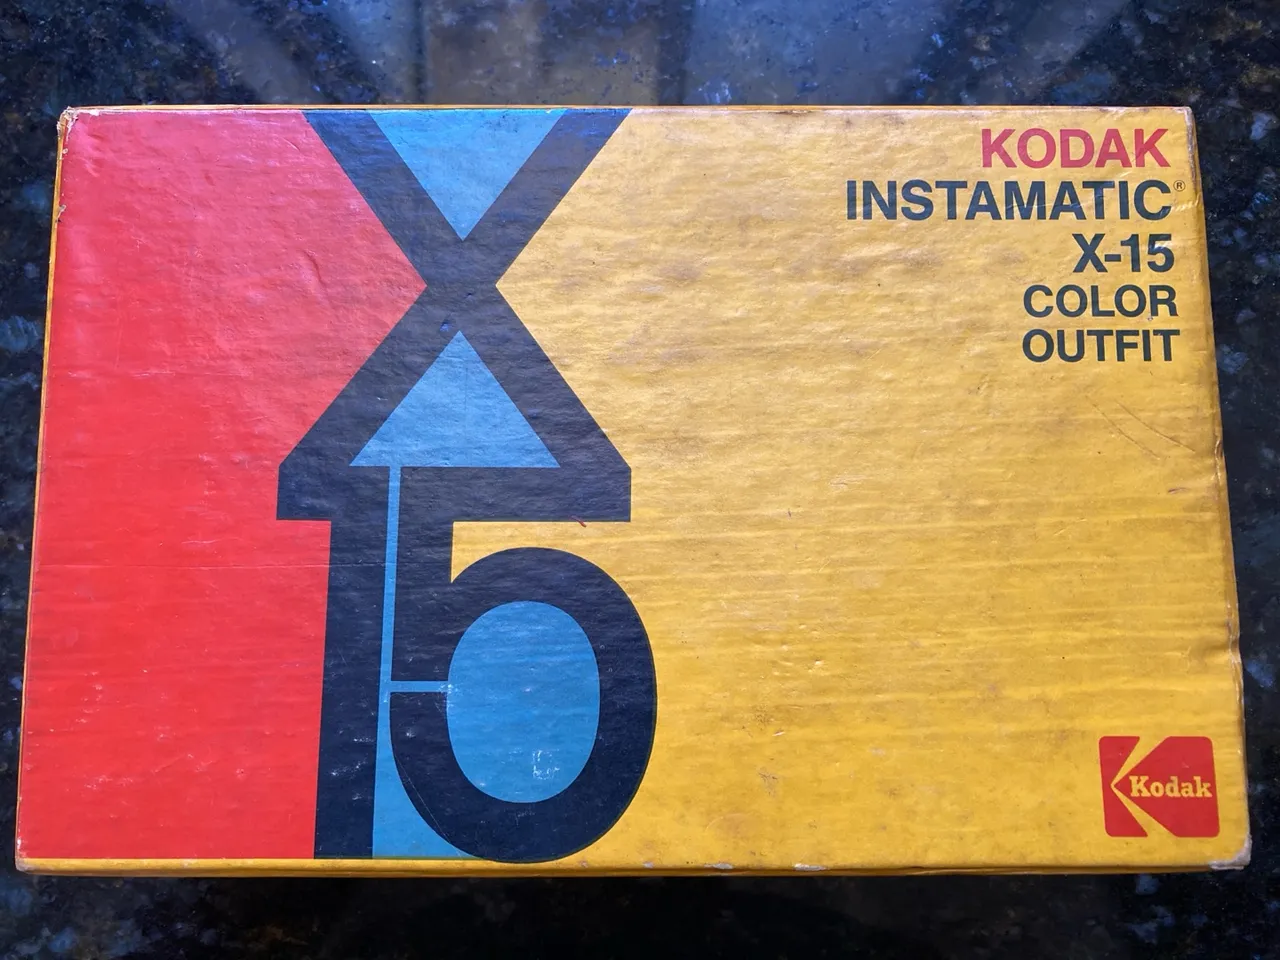 X
15
KODAK
INSTAMATIC®
X-15
COLOR
OUTFIT
Kodak